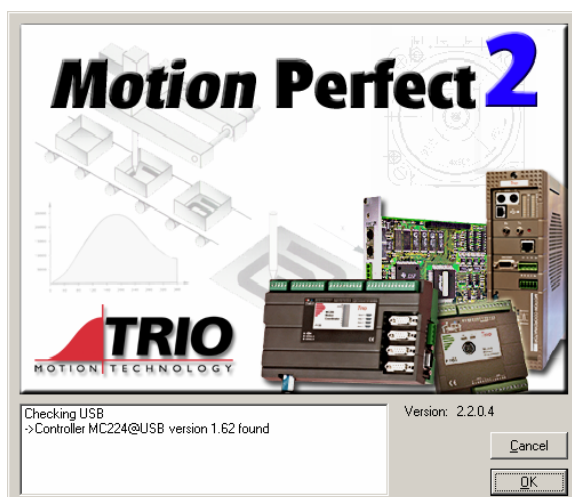 Motion Perfect 2
TRIO
MOTION TECHNOLOGY
Checking USB
->Controller MC224@USB version 1.62 found
Version: 2.2.0.4
Cancel
OK